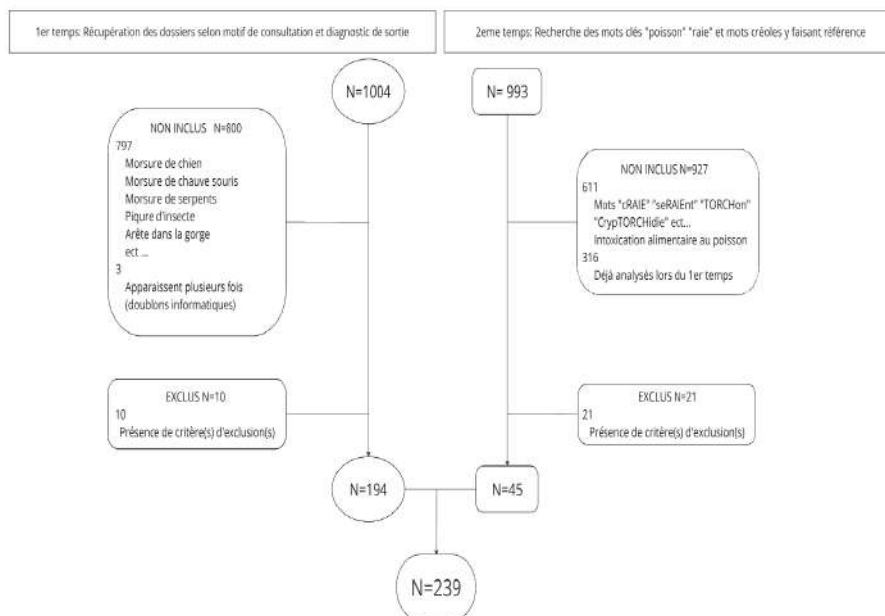 1er temps: Récupération des dossiers selon motif de consultation et diagnostic de sortie
2eme temps: Recherche des mots clés "poisson" "raie" et mots créoles y faisant référence
N=1004
N= 993
NON INCLUS N=800
797
Morsure de chien
Morsure de chauve souris
Morsure de serpents
Piqure d'insecte
Arête dans la gorge
ect ...
3
Apparaissent plusieurs fois
(doublons informatiques)
NON INCLUS N=927
611
Mots "cRAIE" "seRAIEnt" "TORCHon"
"CrypTORCHidie" ect...
Intoxication alimentaire au poisson
316
Déjà analysés lors du 1er temps
EXCLUS N=10
10
Présence de critère(s) d'exclusion(s)
EXCLUS N=21
21
Présence de critère(s) d'exclusion(s)
N=194
N=45
N=239